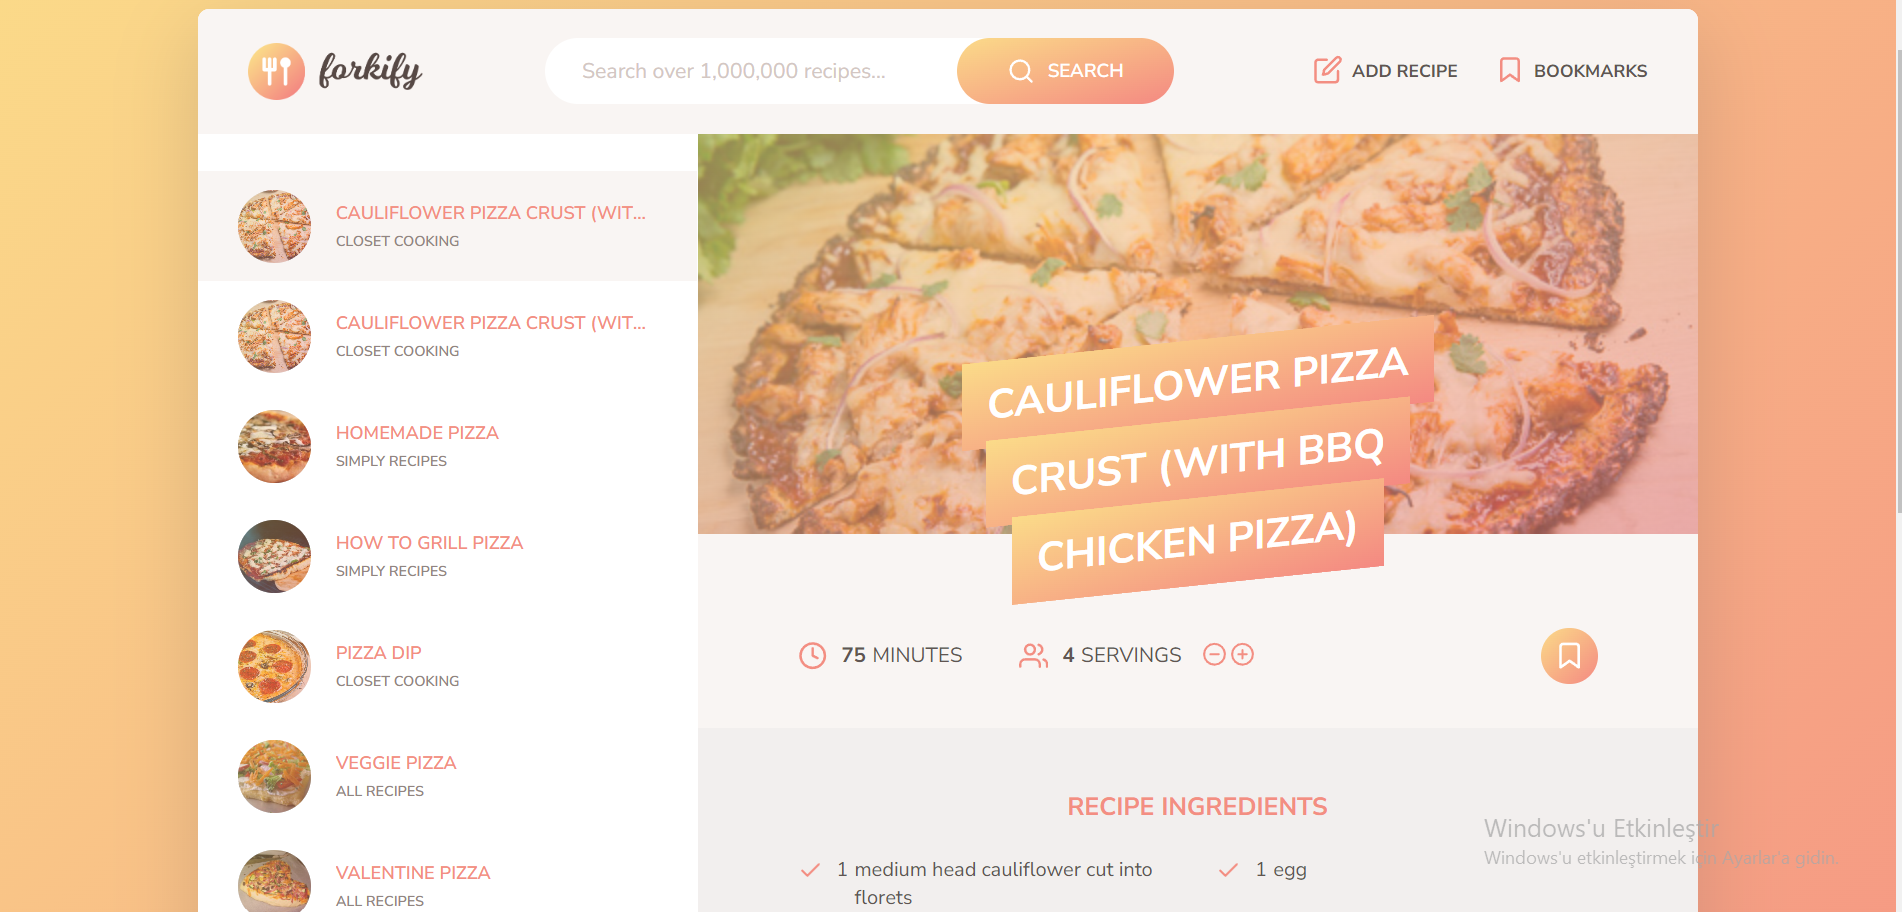 forkify
Search over 1,000,000 recipes...
SEARCH
ADD RECIPE
BOOKMARKS
CAULIFLOWER PIZZA CRUST (WIT...
CLOSET COOKING
CAULIFLOWER PIZZA CRUST (WIT...
CLOSET COOKING
HOMEMADE PIZZA
SIMPLY RECIPES
HOW TO GRILL PIZZA
SIMPLY RECIPES
PIZZA DIP
CLOSET COOKING
VEGGIE PIZZA
ALL RECIPES
VALENTINE PIZZA
ALL RECIPES
CAULIFLOWER PIZZA
CRUST (WITH BBQ
CHICKEN PIZZA)
75 MINUTES
4 SERVINGS
RECIPE INGREDIENTS
1 medium head cauliflower cut into
florets
1 egg
Windows'u Etkinleştir
Windows'u etkinleştirmek için Ayarlar'a gidin.